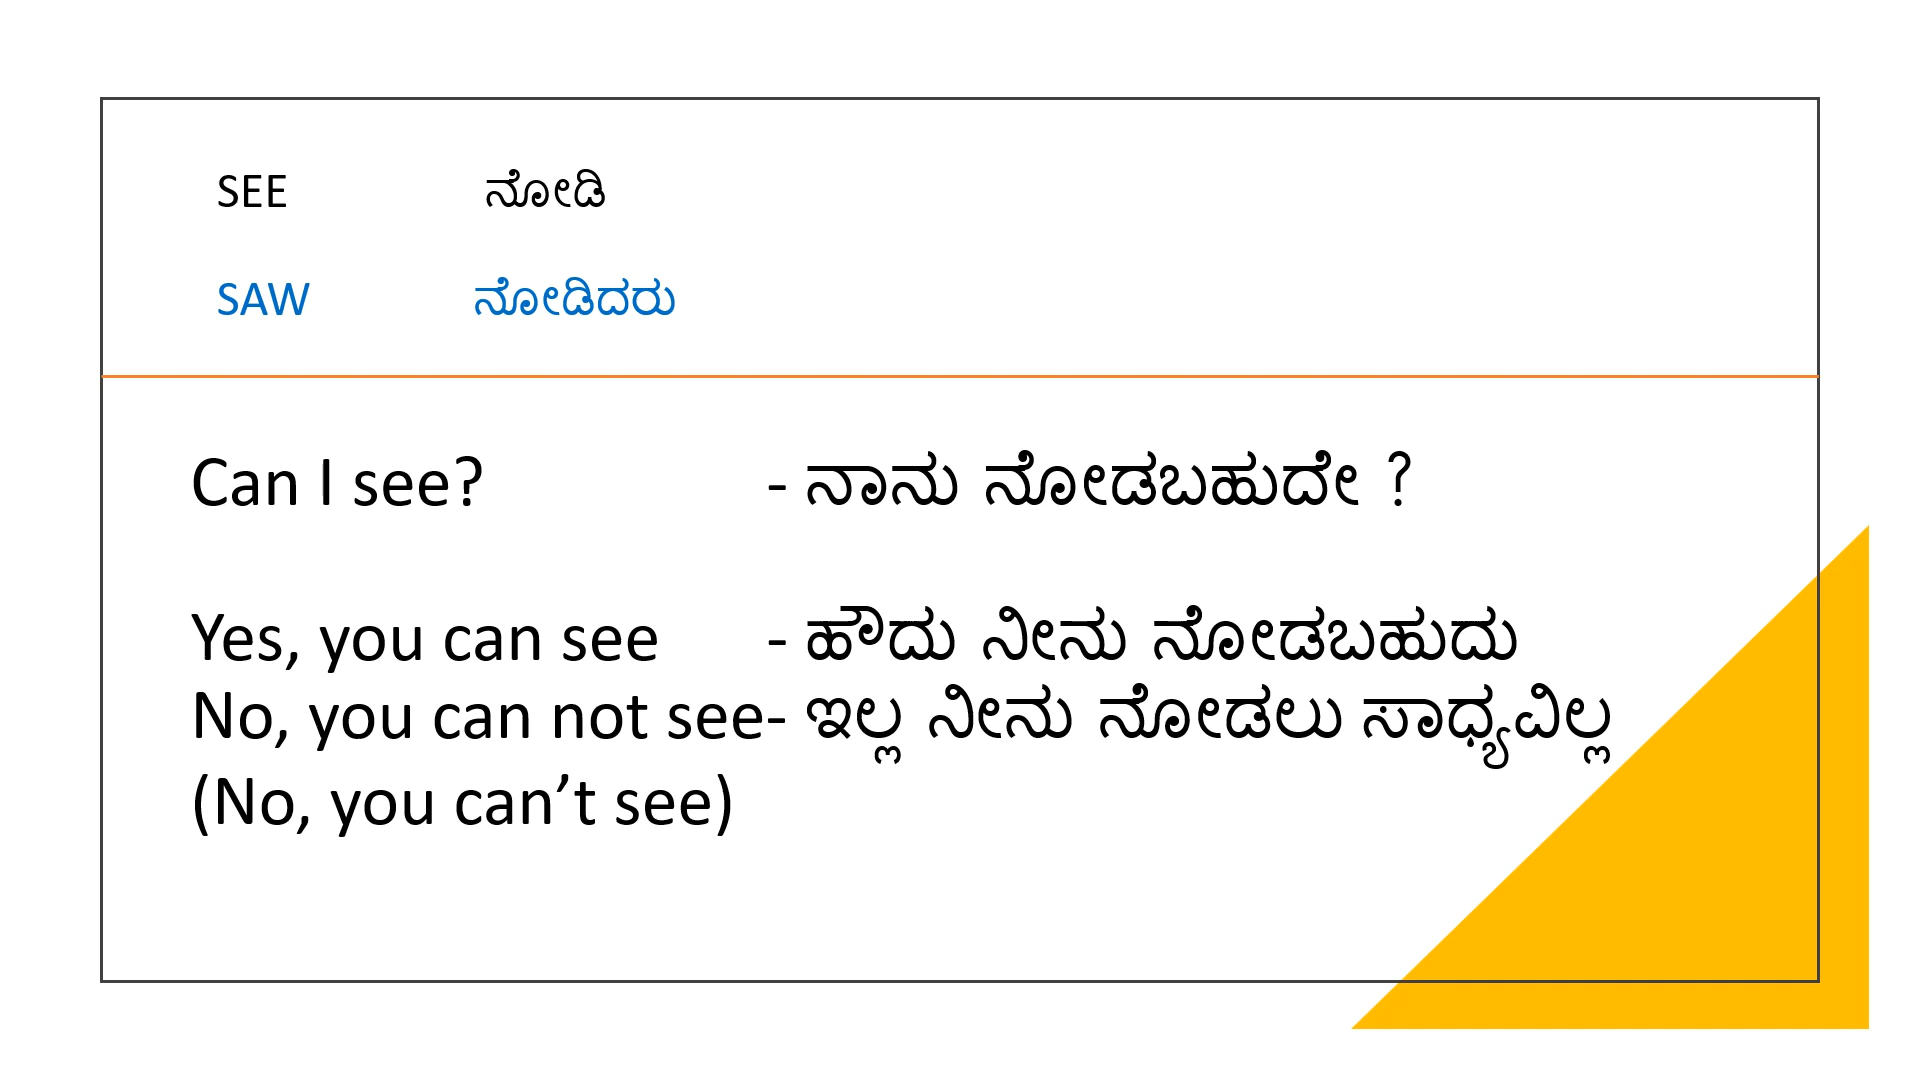 SEE ನೋಡಿ
SAW ನೋಡಿದರು
Can I see? - ನಾನು ನೋಡಬಹುದೇ ?
Yes, you can see - ಹೌದು ನೀನು ನೋಡಬಹುದು
No, you can not see- ಇಲ್ಲ ನೀನು ನೋಡಲು ಸಾಧ್ಯವಿಲ್ಲ
(No, you can’t see)